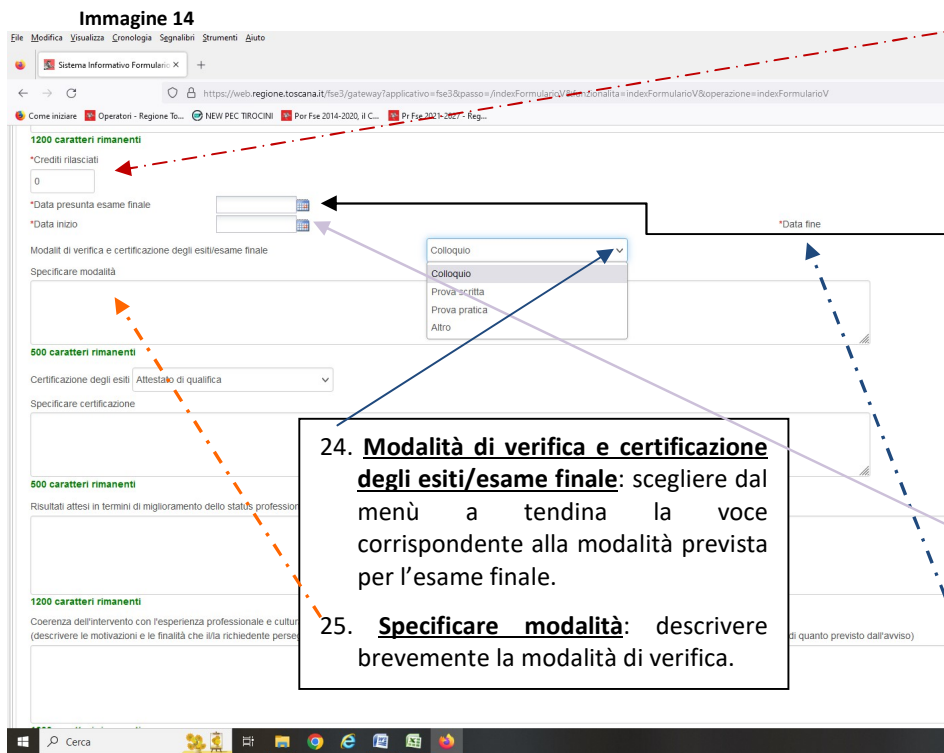 Immagine 14
File Modifica Visualizza Cronologia Segnalibri Strumenti Aiuto
Sistema Informativo Formulario
https://web.regione.toscana.it/fse3/gateway?applicativo=fse3&passo=/indexFormularioV&funzionalita=indexFormularioV&operazione=indexFormularioV
Come iniziare Operatori - Regione To... NEW PEC TIROCINI Por Fse 2014-2020, il C... Pr Fse 2021-2027 - Reg...
1200 caratteri rimanenti
*Crediti rilasciati
0
*Data presunta esame finale
*Data inizio *Data fine
Modalit di verifica e certificazione degli esiti/esame finale Colloquio
Specificare modalità Colloquio
Prova scritta
Prova pratica
Altro
500 caratteri rimanenti
Certificazione degli esiti Attestato di qualifica
Specificare certificazione
500 caratteri rimanenti
Risultati attesi in termini di miglioramento dello status profession
1200 caratteri rimanenti
Coerenza dell'intervento con l'esperienza professionale e cultur
(descrivere le motivazioni e le finalità che il/la richiedente perseg di quanto previsto dall'avviso)
24. Modalità di verifica e certificazione
degli esiti/esame finale: scegliere dal
menù a tendina la voce
corrispondente alla modalità prevista
per l'esame finale.
25. Specificare modalità: descrivere
brevemente la modalità di verifica.
Cerca